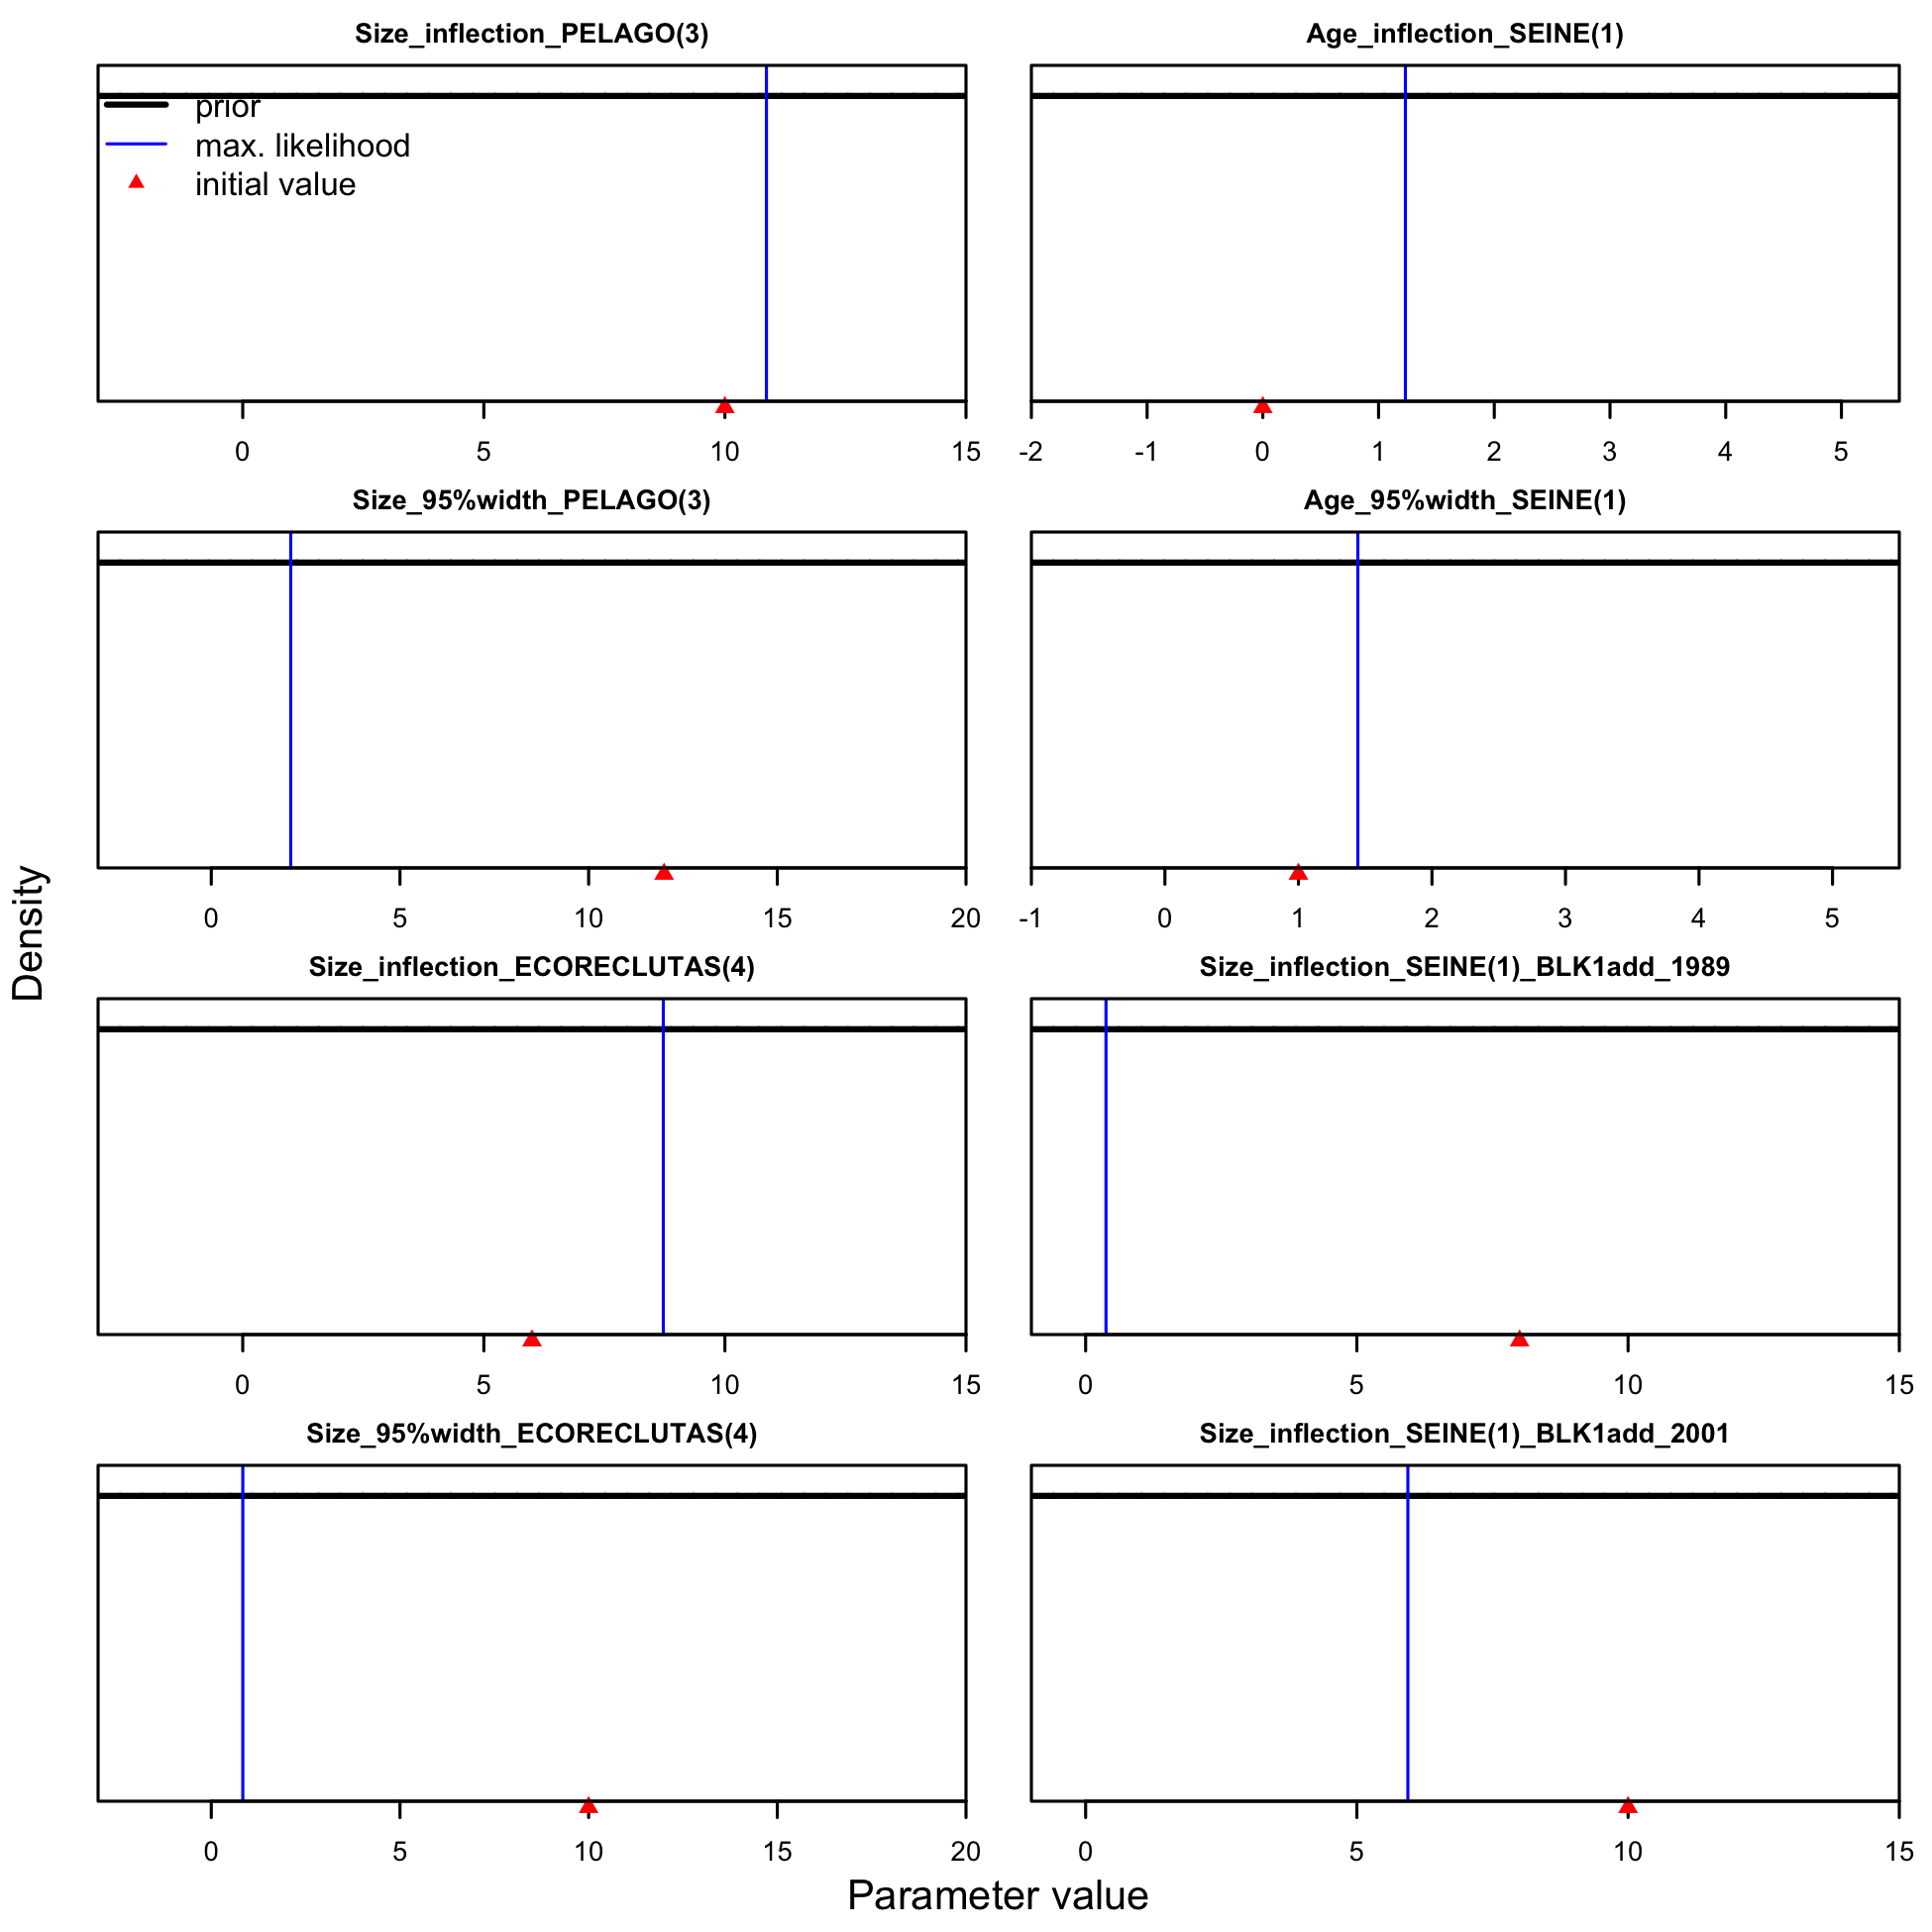 Size_inflection_PELAGO(3)
prior
max. likelihood
initial value
0 5 10 15
Age_inflection_SEINE(1)
-2 -1 0 1 2 3 4 5
Size_95%width_PELAGO(3)
0 5 10 15 20
Age_95%width_SEINE(1)
-1 0 1 2 3 4 5
Size_inflection_ECORECLUTAS(4)
0 5 10 15
Size_inflection_SEINE(1)_BLK1add_1989
0 5 10 15
Size_95%width_ECORECLUTAS(4)
0 5 10 15 20
Size_inflection_SEINE(1)_BLK1add_2001
0 5 10 15
Density
Parameter value